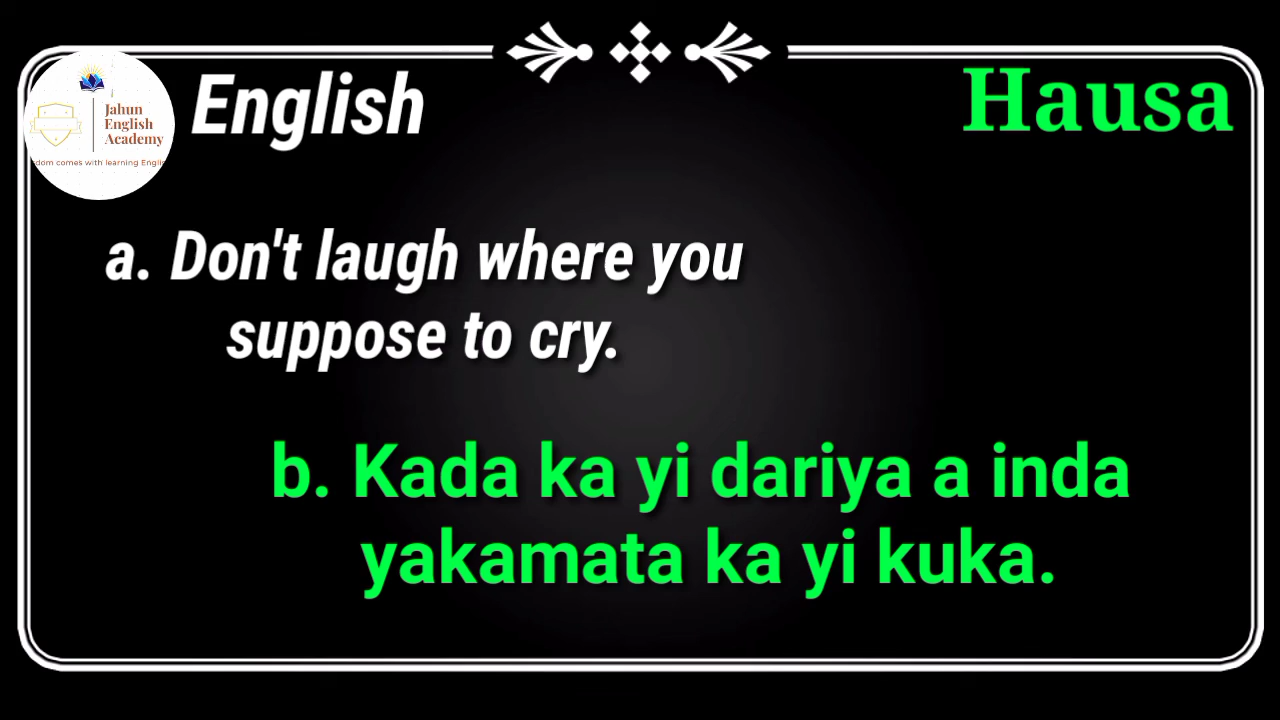 Jahun
English
Academy
dom comes with learning Englis
English
Hausa
a. Don't laugh where you
suppose to cry.
b. Kada ka yi dariya a inda
yakamata ka yi kuka.